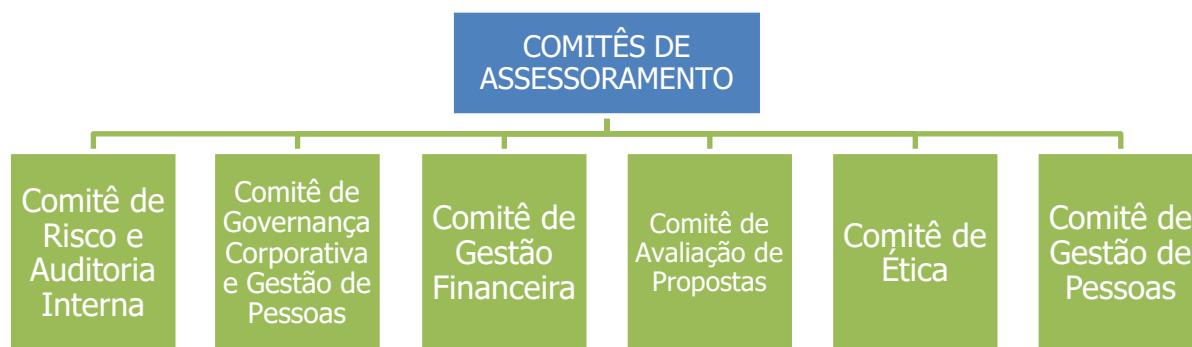 COMITÊS DE
ASSESSORAMENTO
Comitê de
Risco e
Auditoria
Interna
Comitê de
Governança
Corporativa
e Gestão de
Pessoas
Comitê de
Gestão
Financeira
Comitê de
Avaliação de
Propostas
Comitê de
Ética
Comitê de
Gestão de
Pessoas